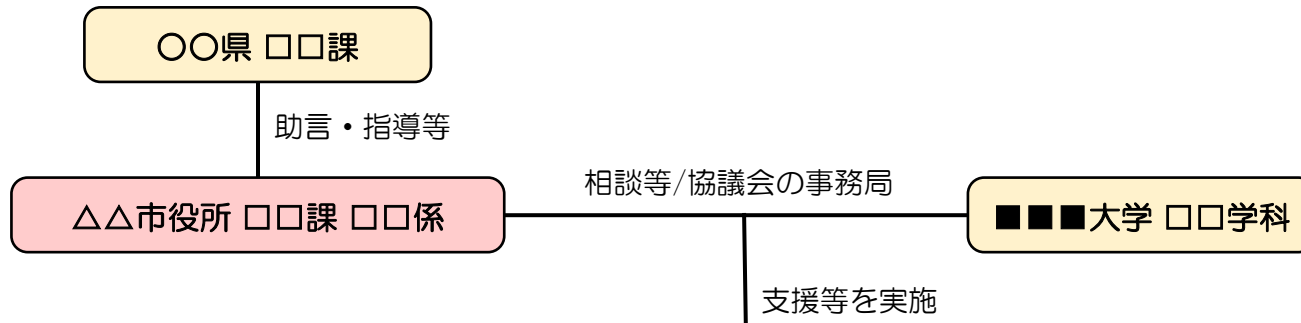 〇〇県 □□課
助言・指導等
相談等/協議会の事務局
△△市役所 □□課 □□係
■■■大学 □□学科
支援等を実施